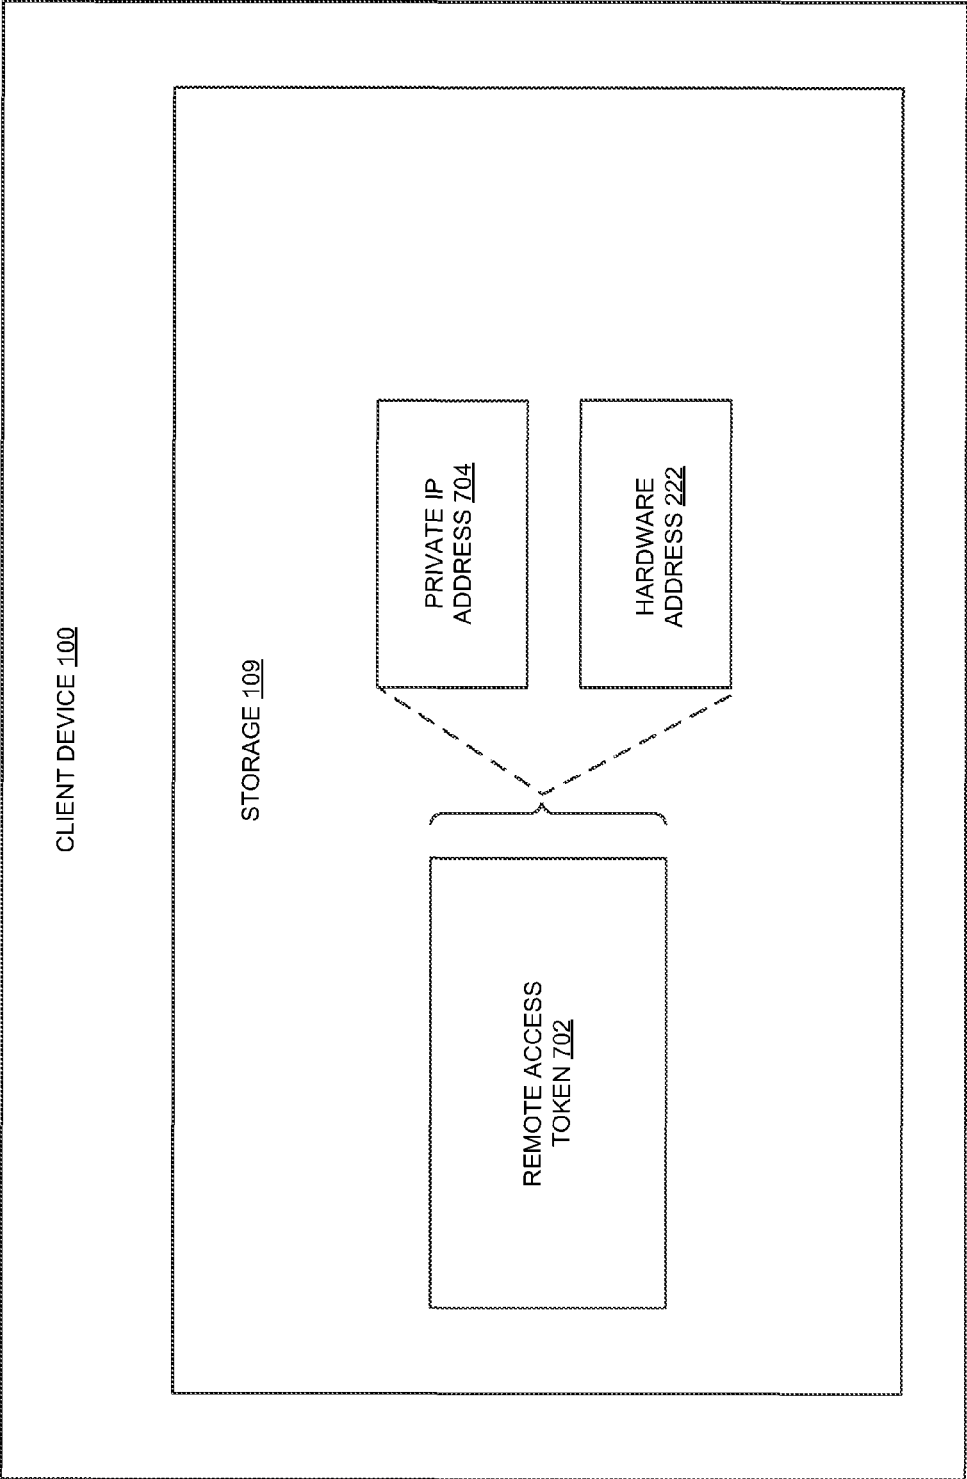 CLIENT DEVICE 100
STORAGE 109
REMOTE ACCESS
TOKEN 702
PRIVATE IP
ADDRESS 704
HARDWARE
ADDRESS 222